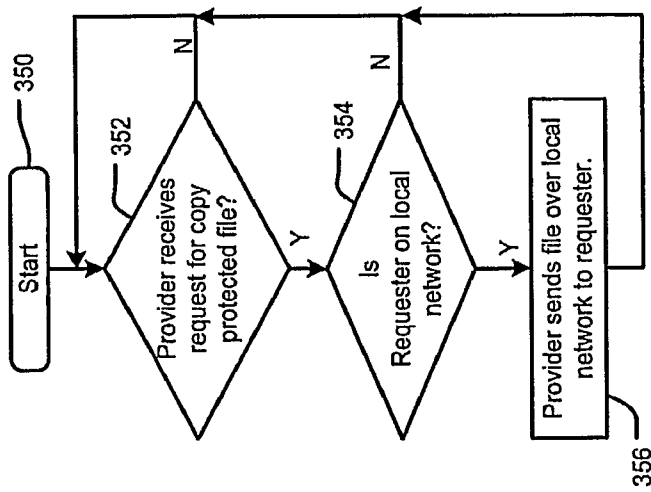 Start
350
Provider receives
request for copy
protected file?
352
N
Y
Is
Requester on local
network?
354
N
Y
Provider sends file over local
network to requester.
356